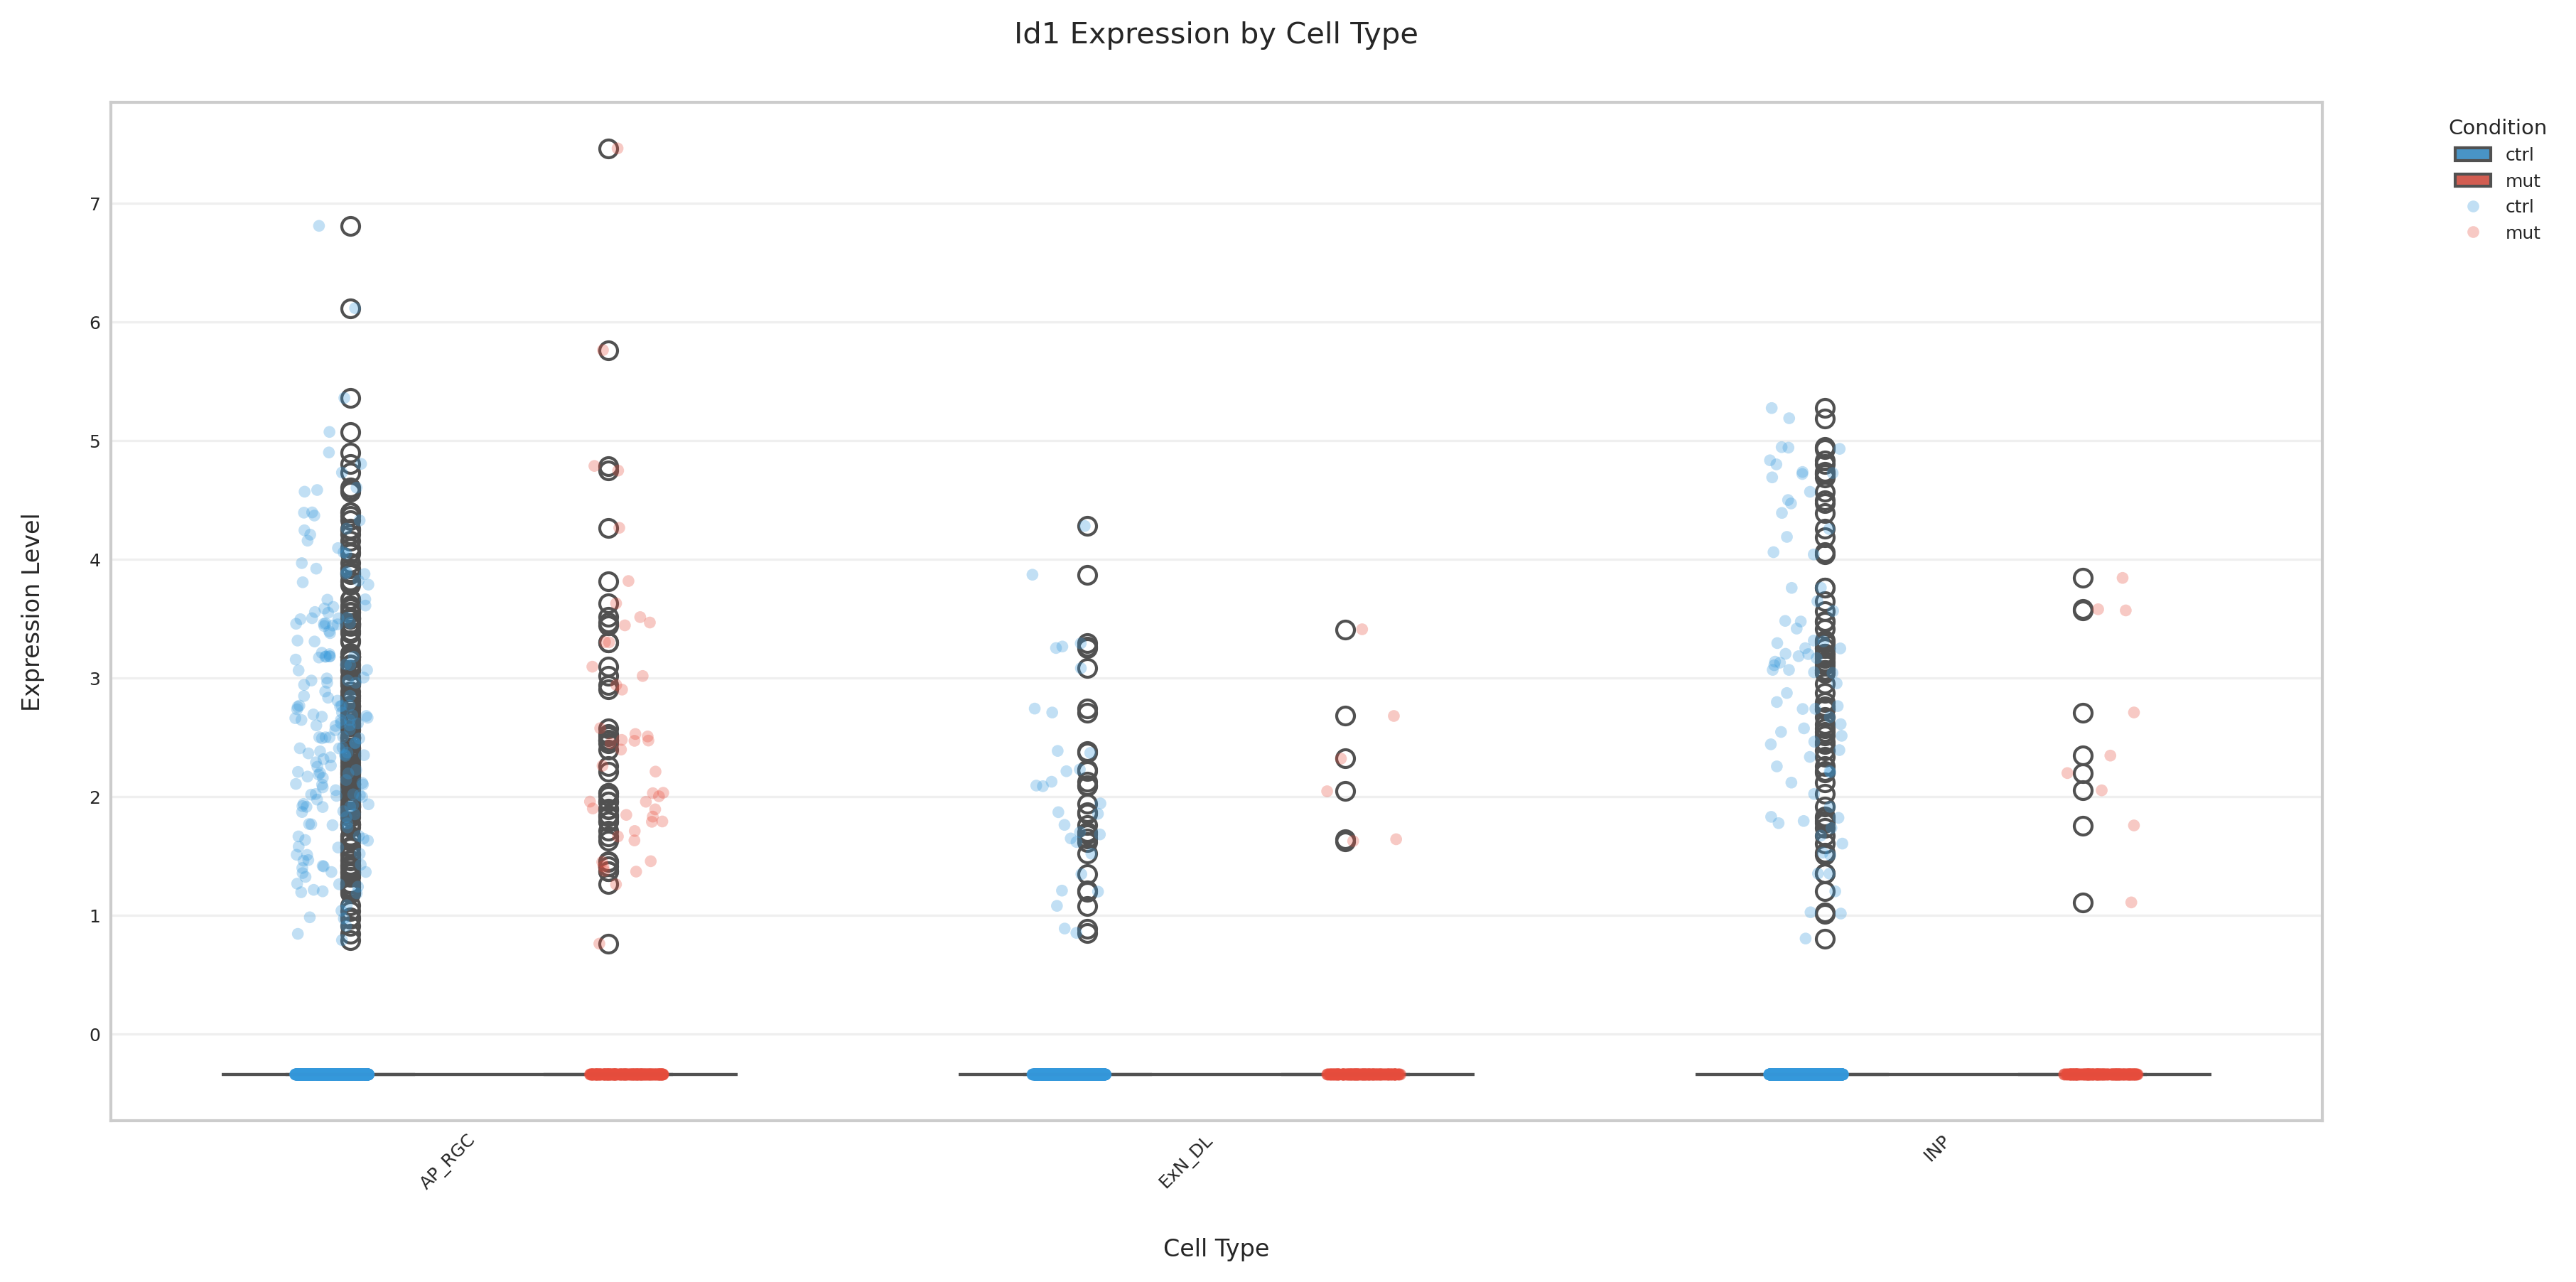 Id1 Expression by Cell Type
Condition
ctrl
mut
ctrl
mut
Expression Level
7
6
5
4
3
2
1
0
AP_RGC
ExN_DL
INP
Cell Type